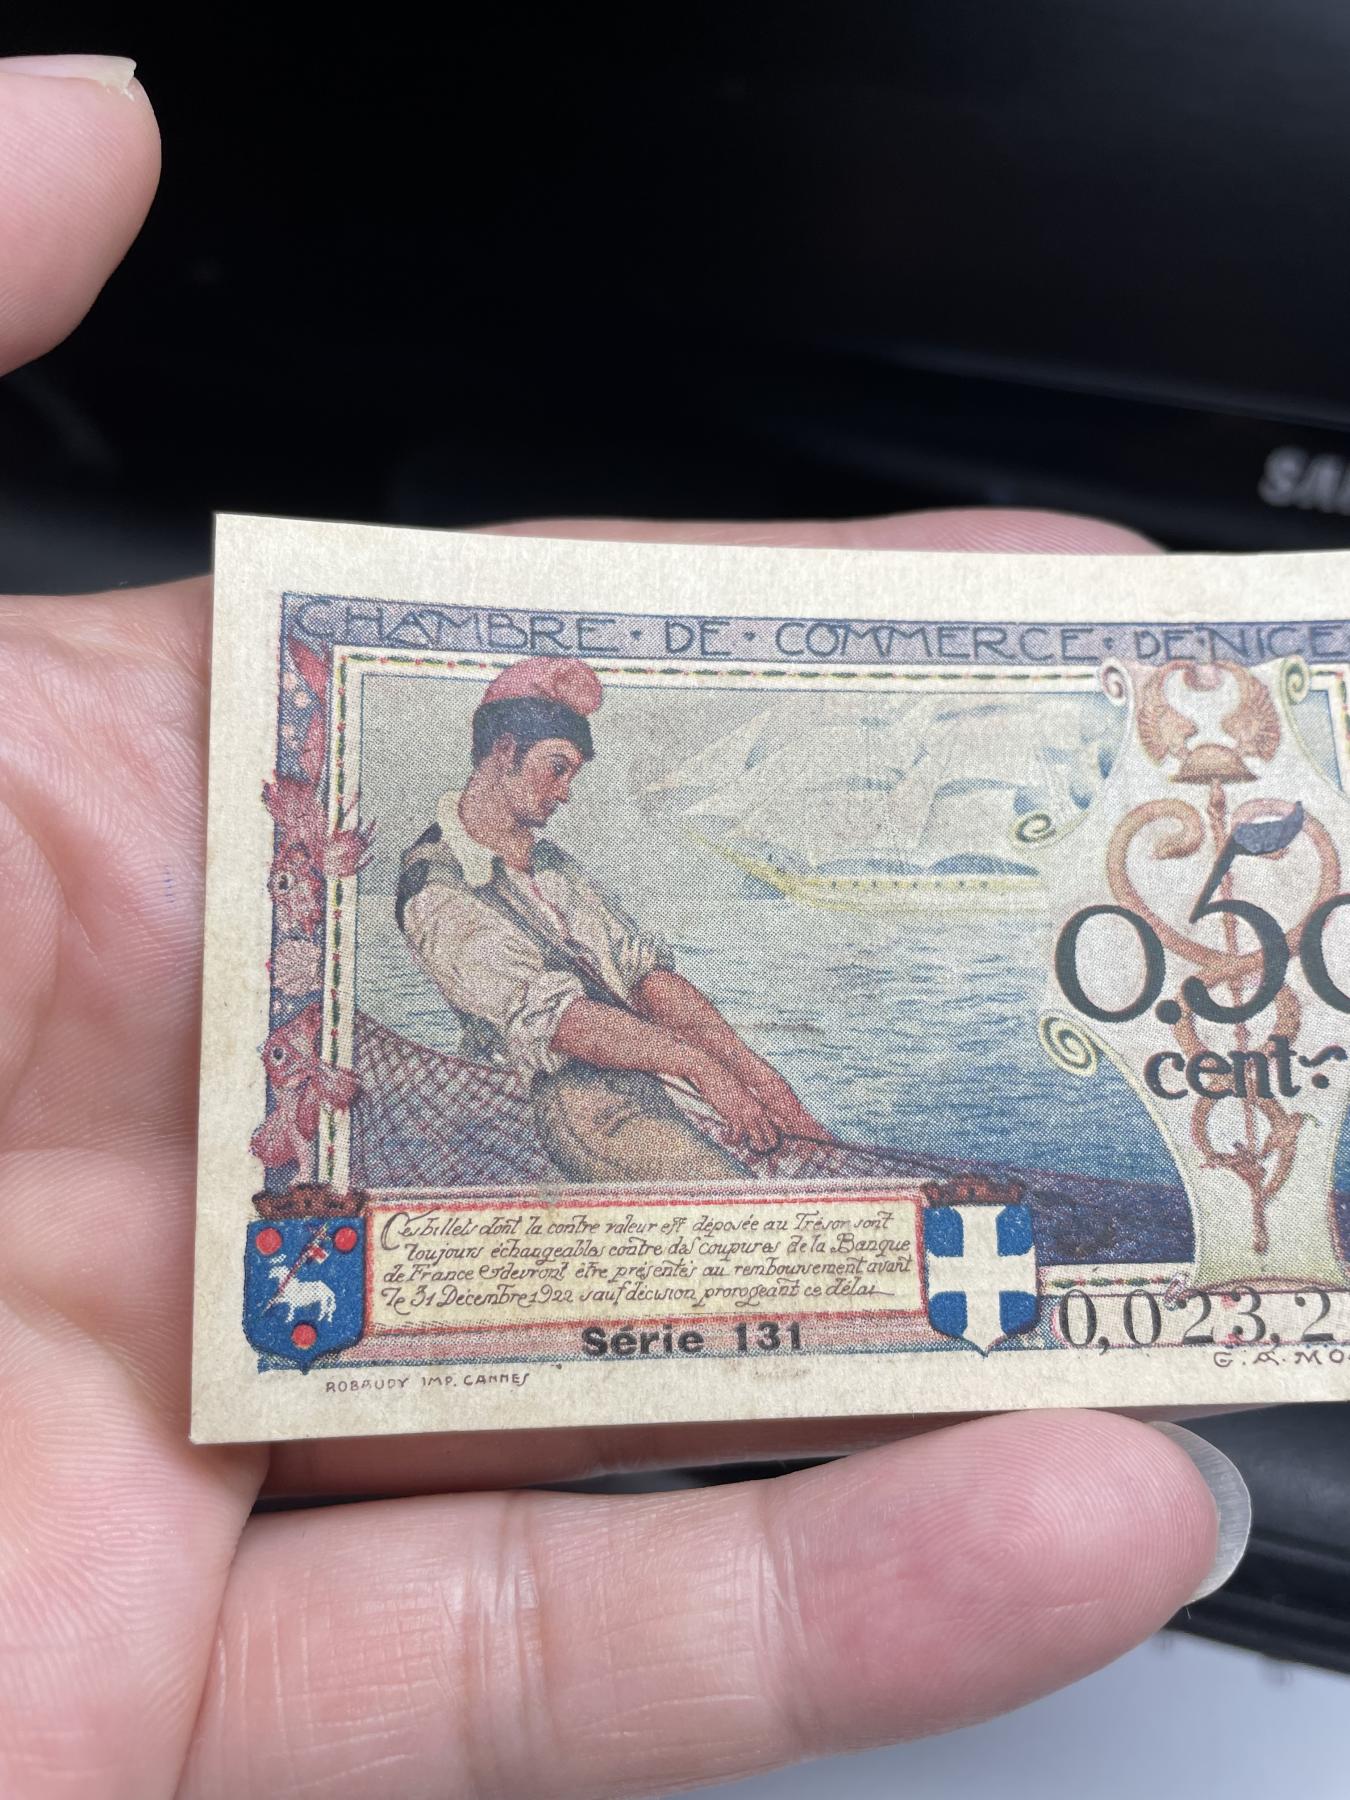 SA
CHAMBRE · DE · COMMERCE · DE · NICE
0.50
cent.
Ces billets dont la contre valeur est déposée au Trésor sont
toujours échangeables contre des coupures de la Banque
de France & devront être présentés au remboursement avant
le 31 Décembre 1922 sauf décision prorogeant ce délai
Série 131
0,023,2
ROBAUDY IMP. CANNES
G. A. MO